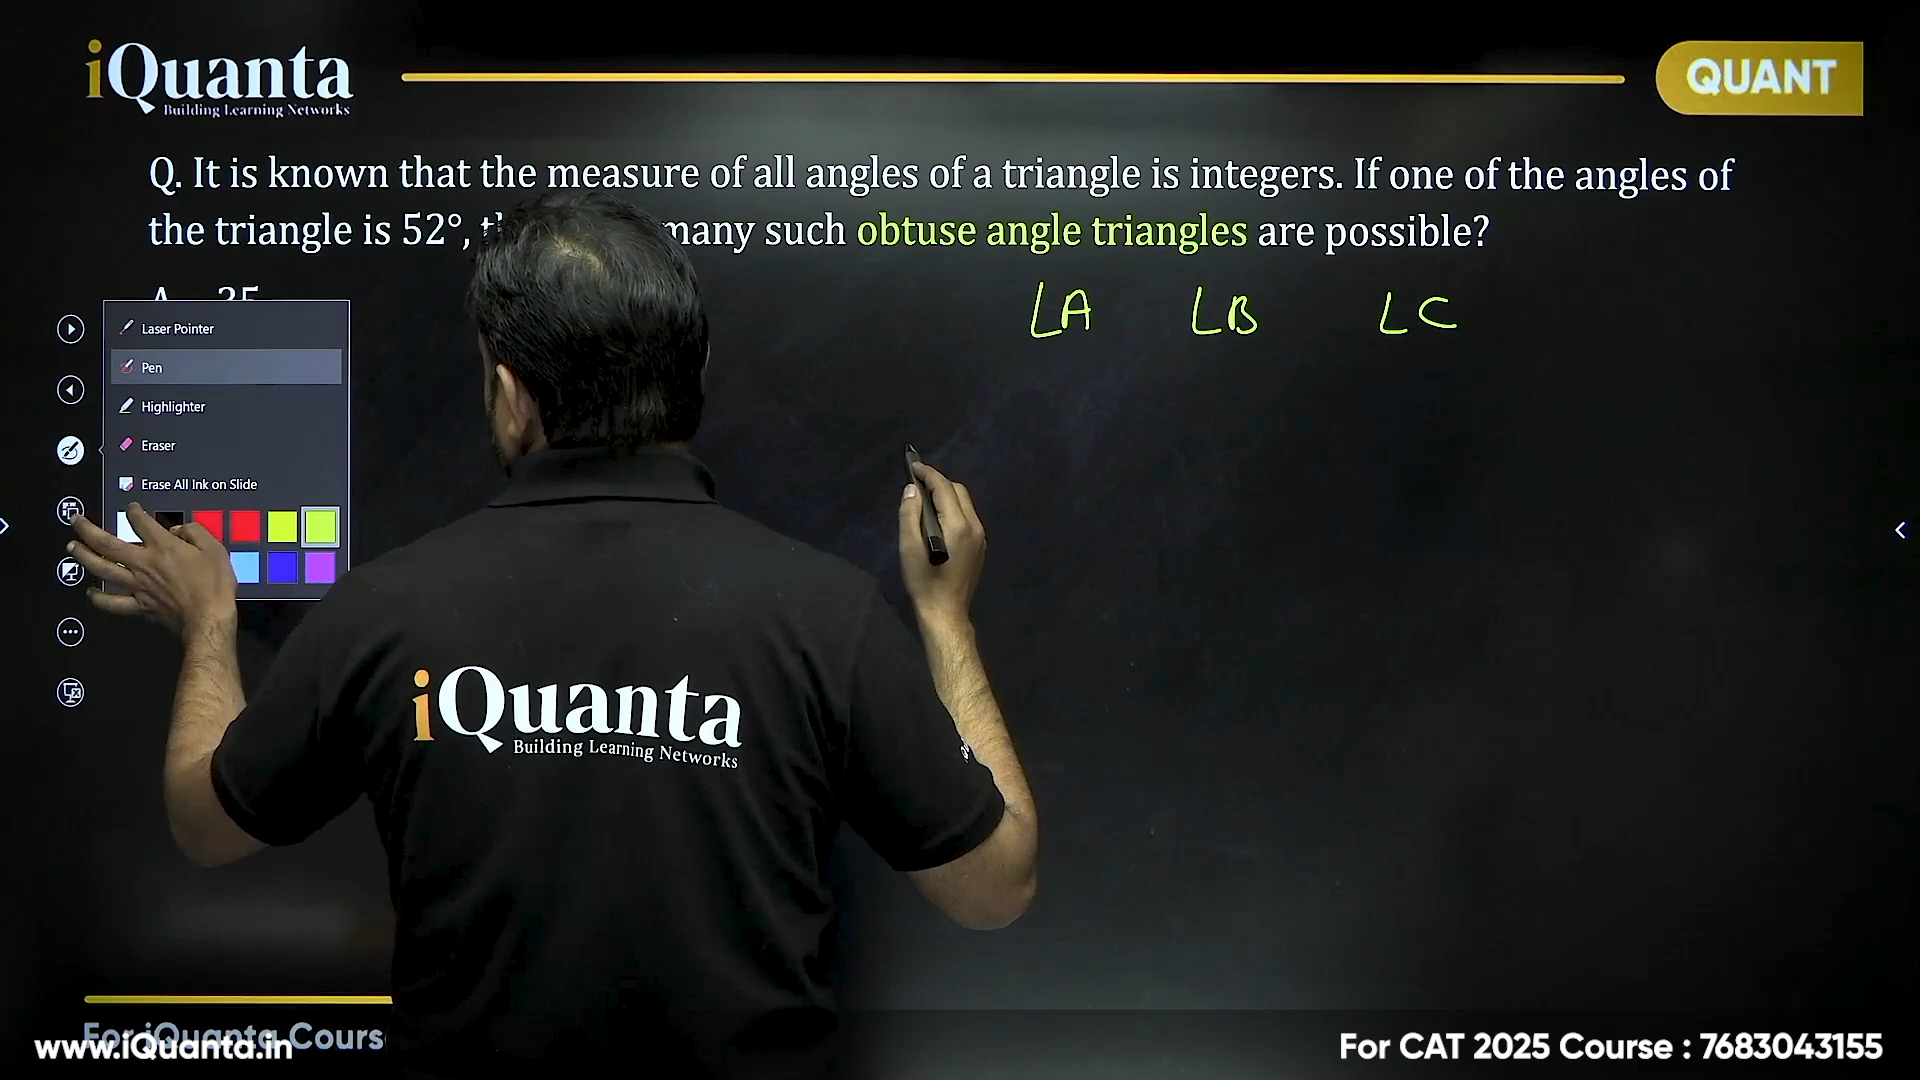 iQuanta
Building Learning Networks
QUANT
Q. It is known that the measure of all angles of a triangle is integers. If one of the angles of
the triangle is 52°, many such obtuse angle triangles are possible?
∠A ∠B ∠C
Laser Pointer
Pen
Highlighter
Eraser
Erase All Ink on Slide
iQuanta
Building Learning Networks
For iQuanta Cours
www.iQuanta.in
For CAT 2025 Course : 7683043155